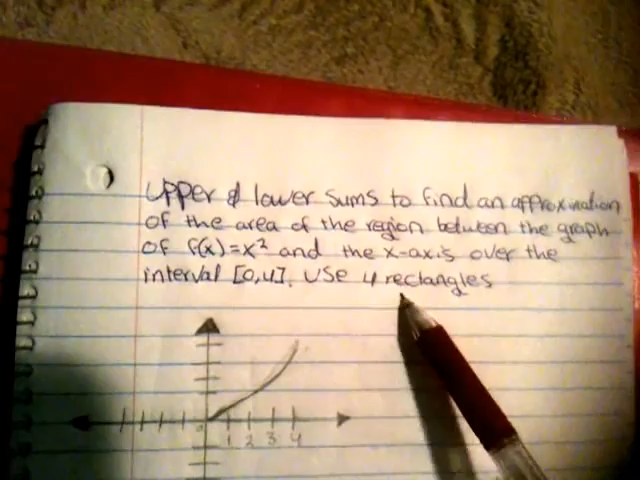 Upper & lower sums to find an approximation
of the area of the region between the graph
of f(x)=x² and the x-axis over the
interval [0,4]. Use 4 rectangles
1 2 3 4